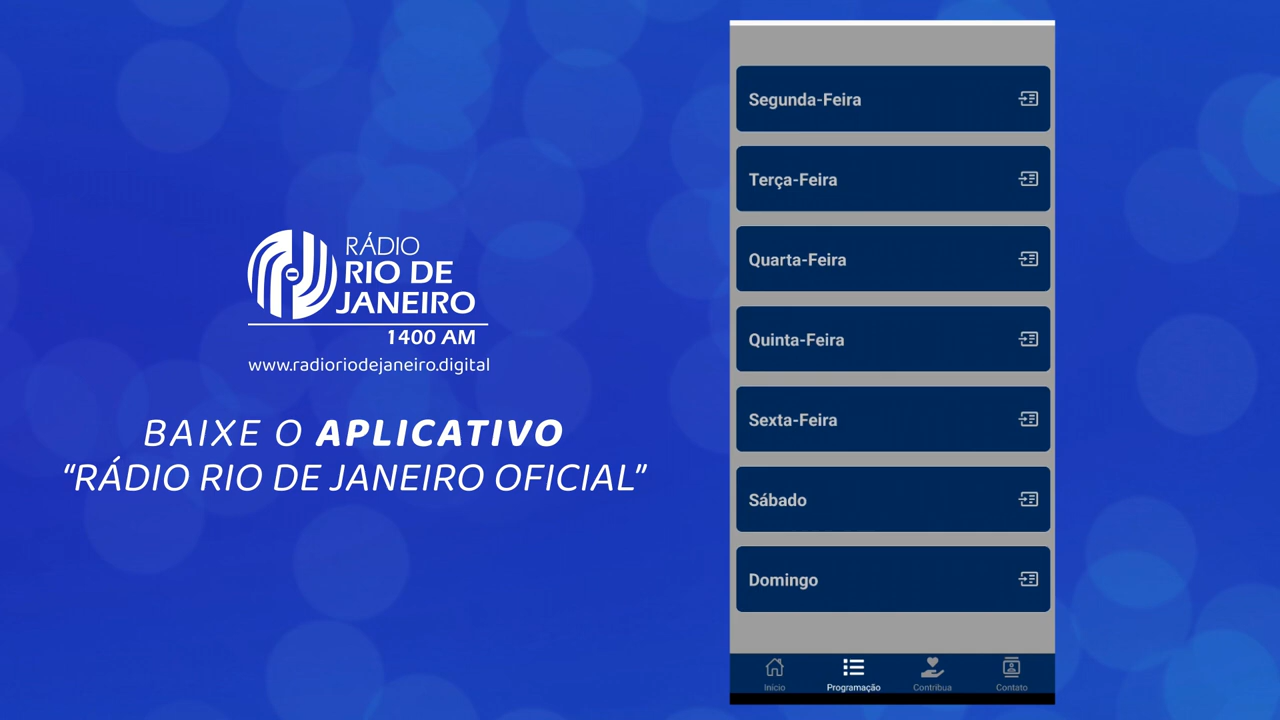 RÁDIO
RIO DE
JANEIRO
1400 AM
www.radioriodejaneiro.digital
BAIXE O APLICATIVO
“RÁDIO RIO DE JANEIRO OFICIAL”
Segunda-Feira
Terça-Feira
Quarta-Feira
Quinta-Feira
Sexta-Feira
Sábado
Domingo
Início
Programação
Contribua
Contato